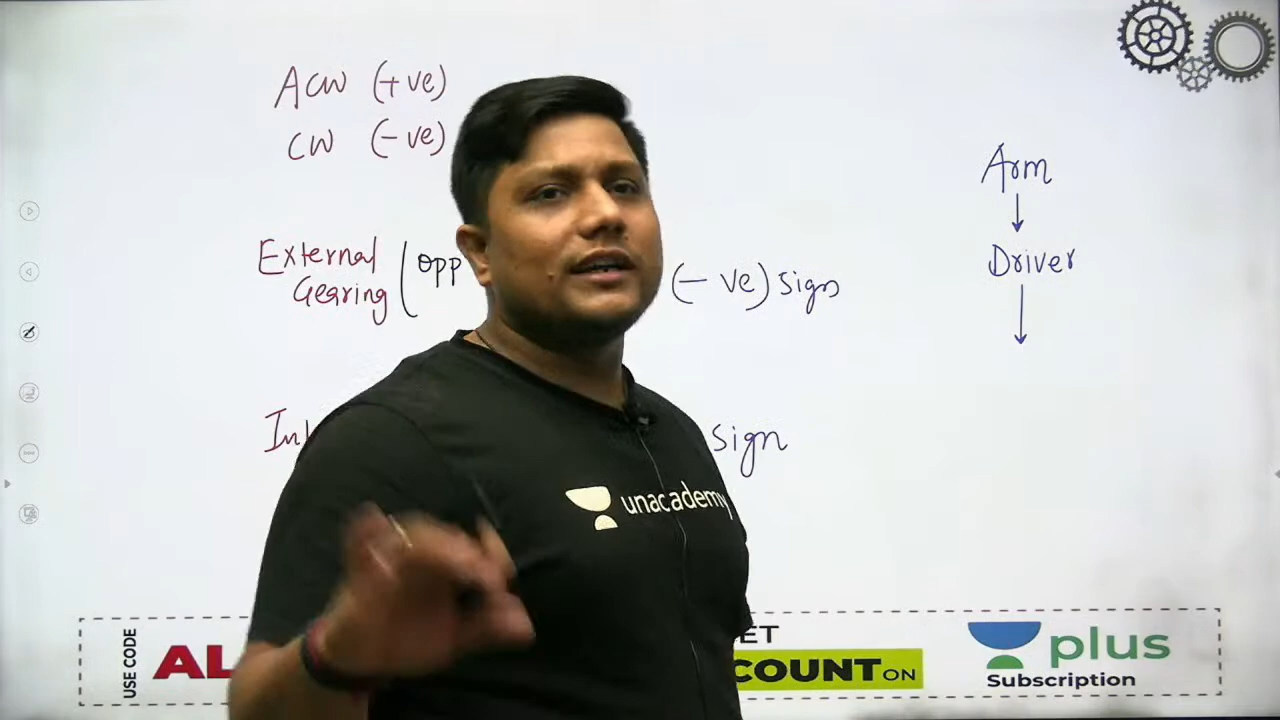 ACW (+ve)
CW (-ve)
External
Gearing
(opp
(- ve) sign
sign
Arm
Driver
unacademy
USE CODE
AL
ET
COUNT ON
plus
Subscription